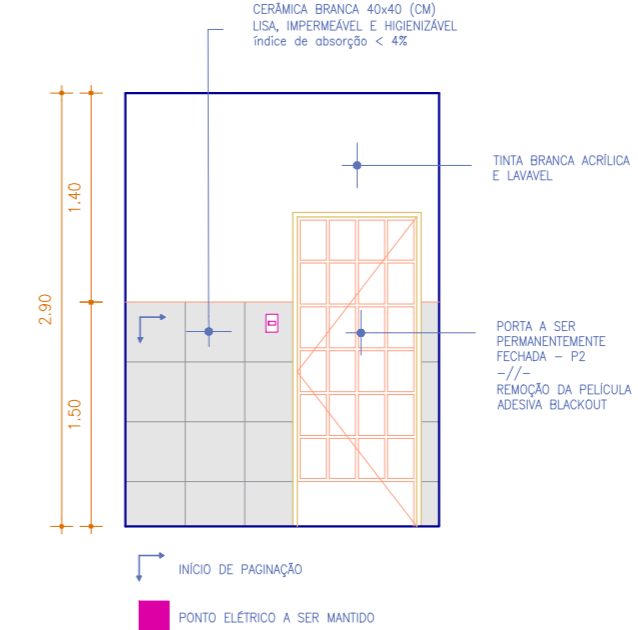 CERÂMICA BRANCA 40x40 (CM)
LISA, IMPERMEÁVEL E HIGIENIZÁVEL
índice de absorção < 4%
TINTA BRANCA ACRÍLICA
E LAVAVEL
1.40
2.90
1.50
PORTA A SER
PERMANENTEMENTE
FECHADA - P2
-//-
REMOÇÃO DA PELÍCULA
ADESIVA BLACKOUT
INÍCIO DE PAGINAÇÃO
PONTO ELÉTRICO A SER MANTIDO